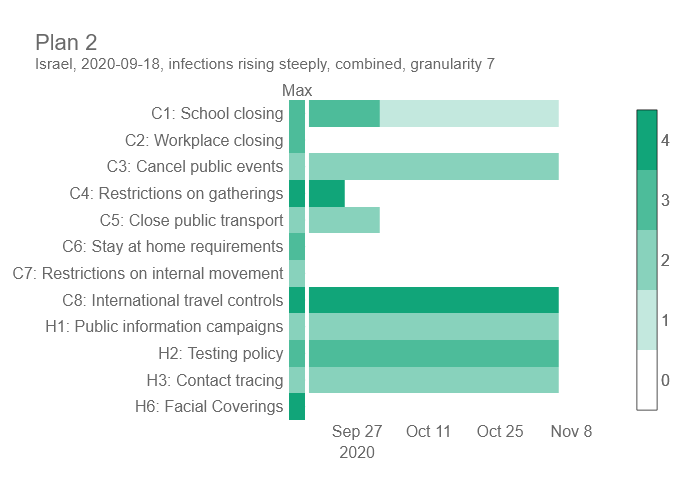 Plan 2
Israel, 2020-09-18, infections rising steeply, combined, granularity 7
Max
C1: School closing
C2: Workplace closing
C3: Cancel public events
C4: Restrictions on gatherings
C5: Close public transport
C6: Stay at home requirements
C7: Restrictions on internal movement
C8: International travel controls
H1: Public information campaigns
H2: Testing policy
H3: Contact tracing
H6: Facial Coverings
Sep 27 Oct 11 Oct 25 Nov 8
2020
4
3
2
1
0